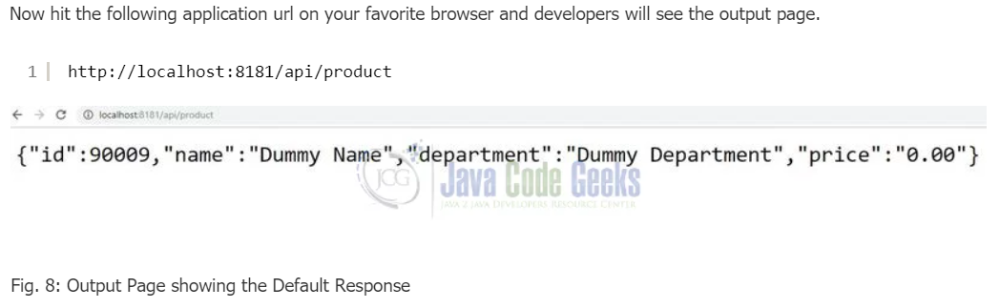 Now hit the following application url on your favorite browser and developers will see the output page.
1 http://localhost:8181/api/product
localhost:8181/api/product
{"id":90009,"name":"Dummy Name","department":"Dummy Department","price":"0.00"}
JCG
Java Code Geeks
JAVA 2 JAVA DEVELOPERS RESOURCE CENTER
Fig. 8: Output Page showing the Default Response